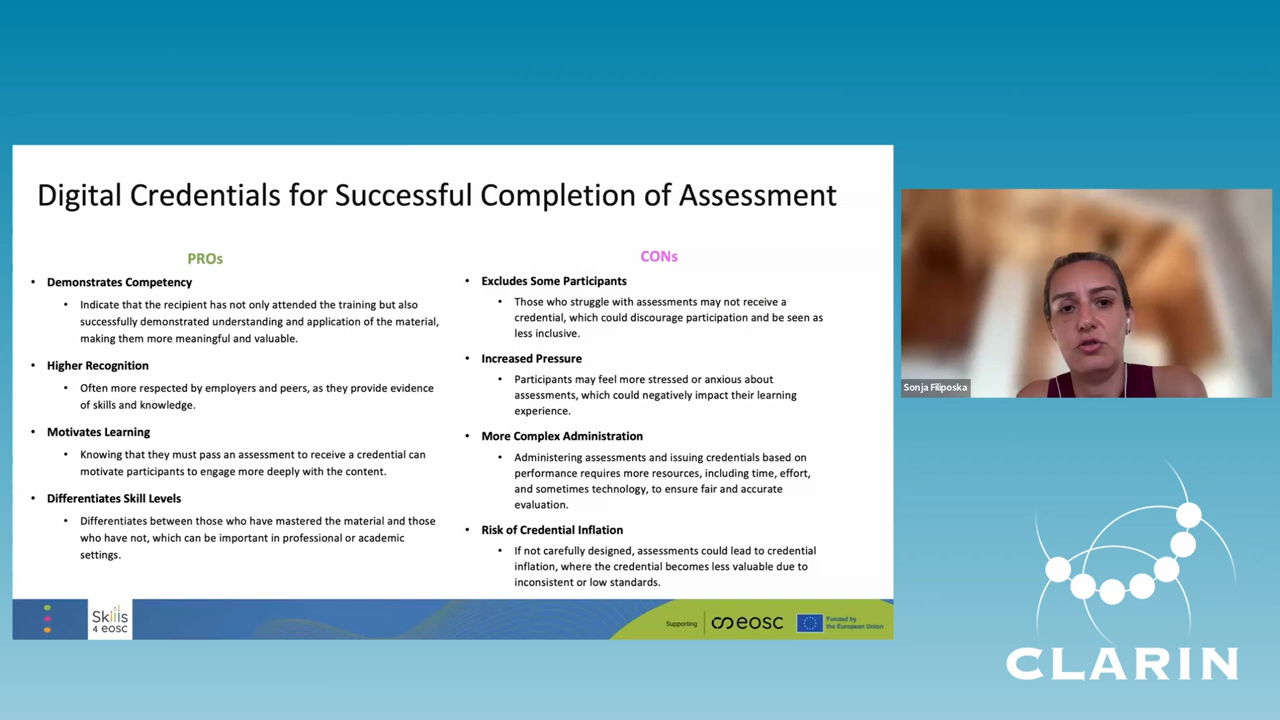 Digital Credentials for Successful Completion of Assessment
PROs
• Demonstrates Competency
• Indicate that the recipient has not only attended the training but also
successfully demonstrated understanding and application of the material,
making them more meaningful and valuable.
• Higher Recognition
• Often more respected by employers and peers, as they provide evidence
of skills and knowledge.
• Motivates Learning
• Knowing that they must pass an assessment to receive a credential can
motivate participants to engage more deeply with the content.
• Differentiates Skill Levels
• Differentiates between those who have mastered the material and those
who have not, which can be important in professional or academic
settings.
CONs
• Excludes Some Participants
• Those who struggle with assessments may not receive a
credential, which could discourage participation and be seen as
less inclusive.
• Increased Pressure
• Participants may feel more stressed or anxious about
assessments, which could negatively impact their learning
experience.
• More Complex Administration
• Administering assessments and issuing credentials based on
performance requires more resources, including time, effort,
and sometimes technology, to ensure fair and accurate
evaluation.
• Risk of Credential Inflation
• If not carefully designed, assessments could lead to credential
inflation, where the credential becomes less valuable due to
inconsistent or low standards.
Skills
4 eosc
Supporting
eosc
Funded by
the European Union
Sonja Filiposka
CLARIN